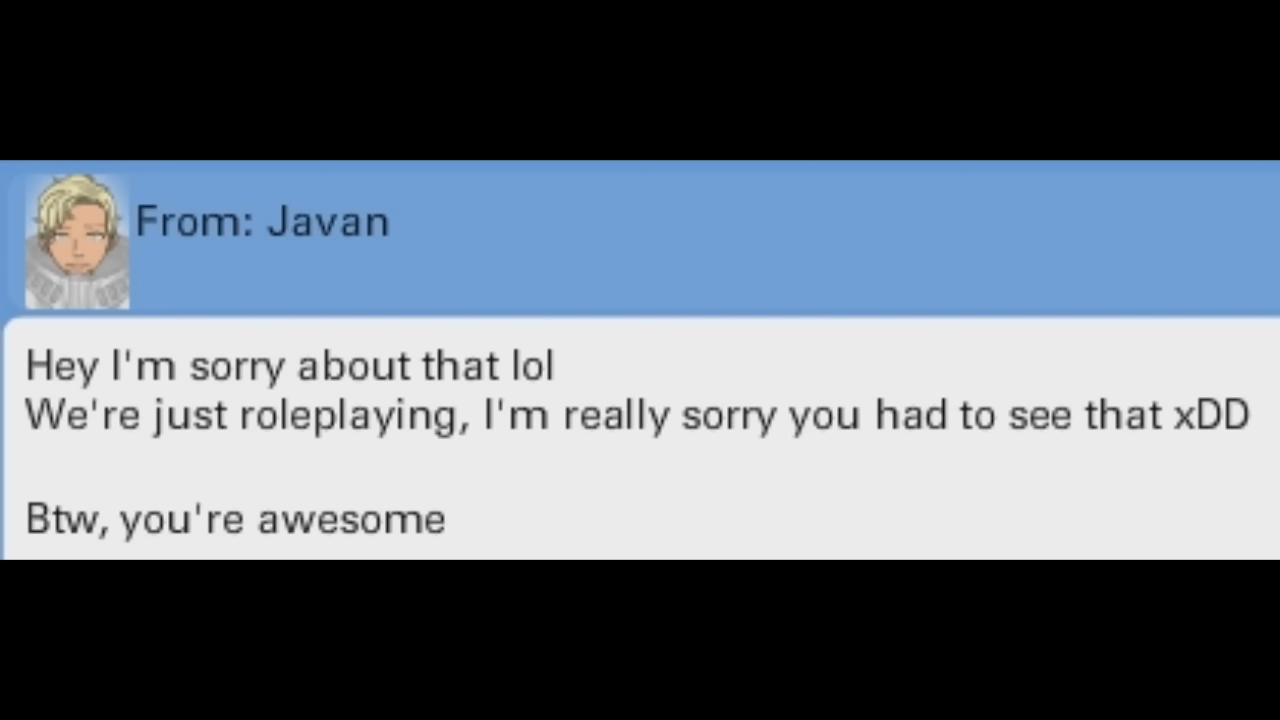 From: Javan
Hey I'm sorry about that lol
We're just roleplaying, I'm really sorry you had to see that xDD
Btw, you're awesome